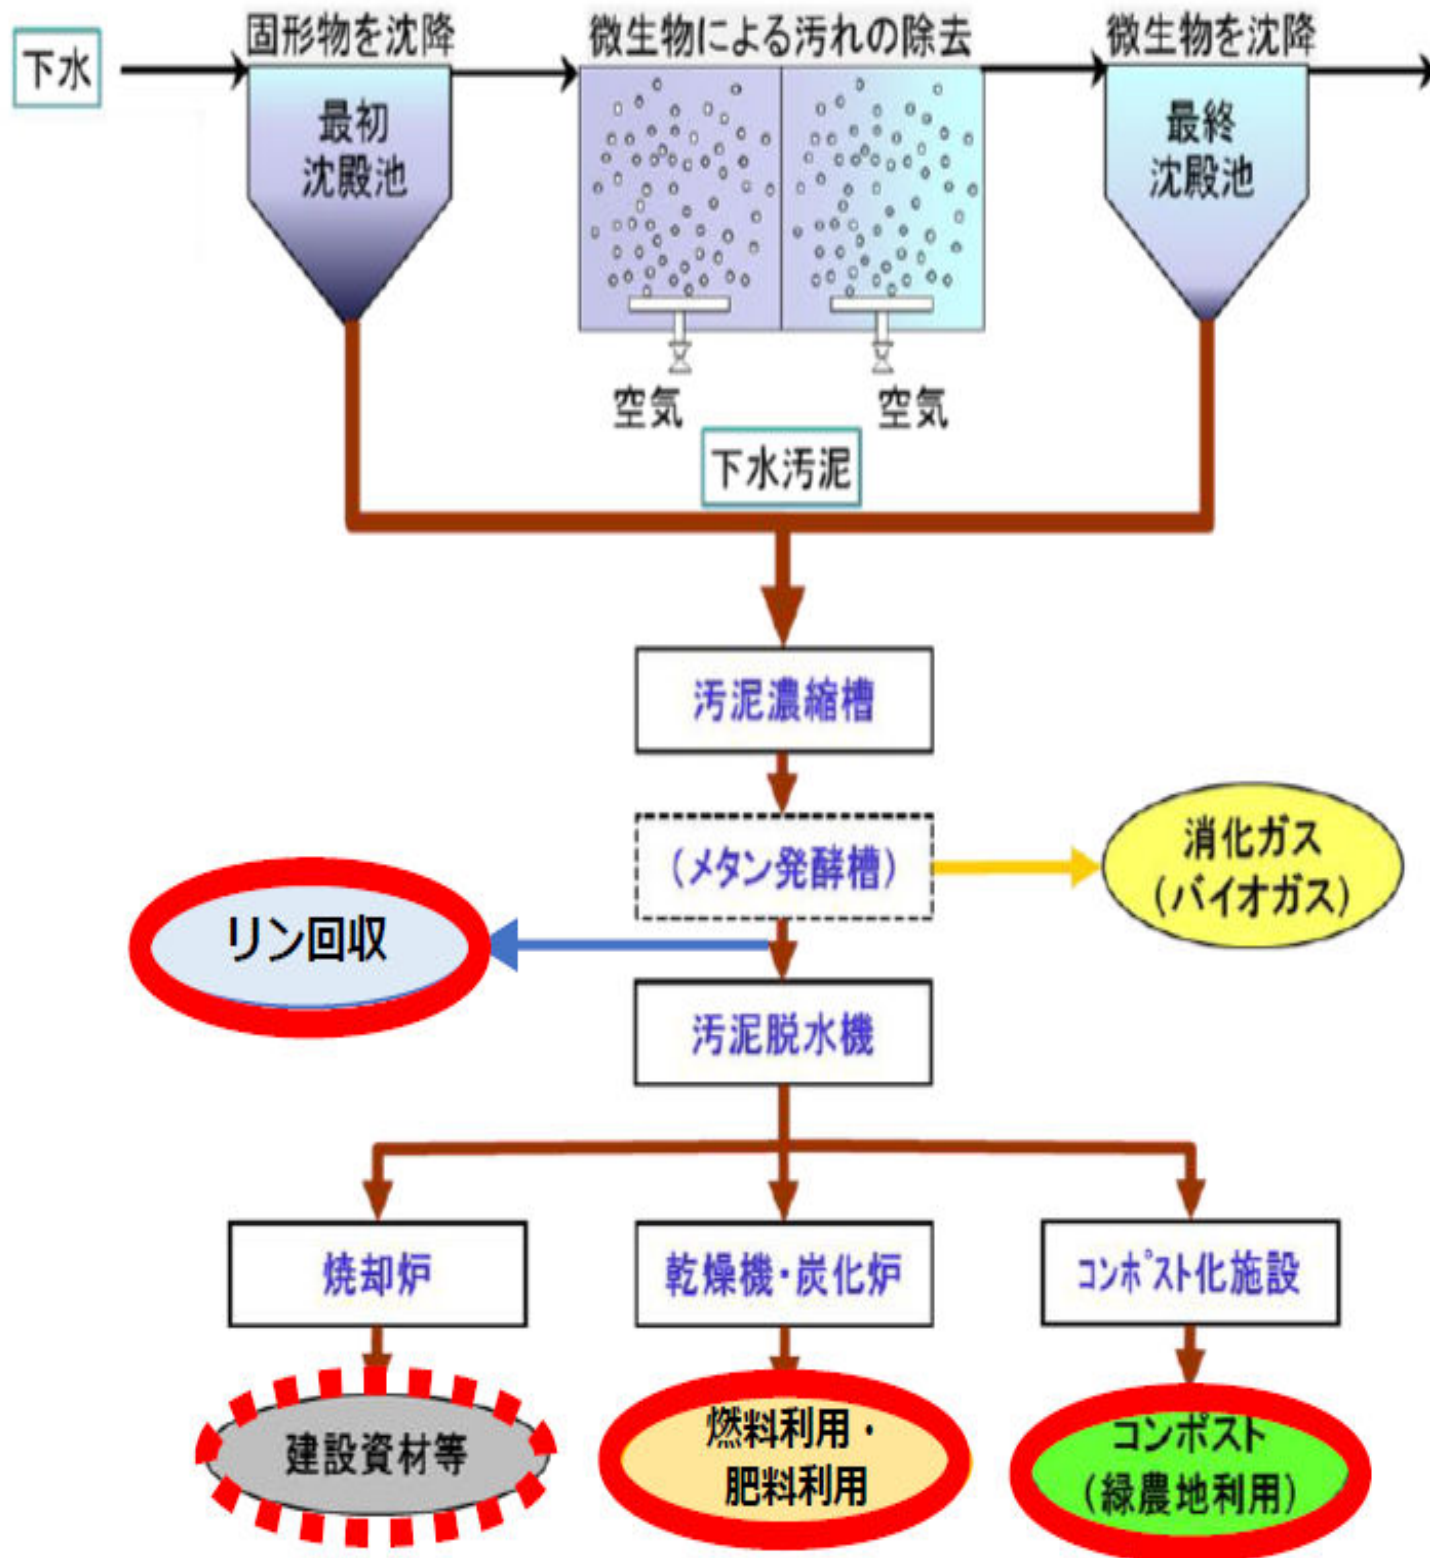 固形物を沈降
微生物による汚れの除去
微生物を沈降
下水
最初
沈殿池
最終
沈殿池
空気
空気
下水汚泥
汚泥濃縮槽
(メタン発酵槽)
消化ガス
(バイオガス)
リン回収
汚泥脱水機
焼却炉
乾燥機・炭化炉
コンポスト化施設
建設資材等
燃料利用・
肥料利用
コンポスト
(緑農地利用)